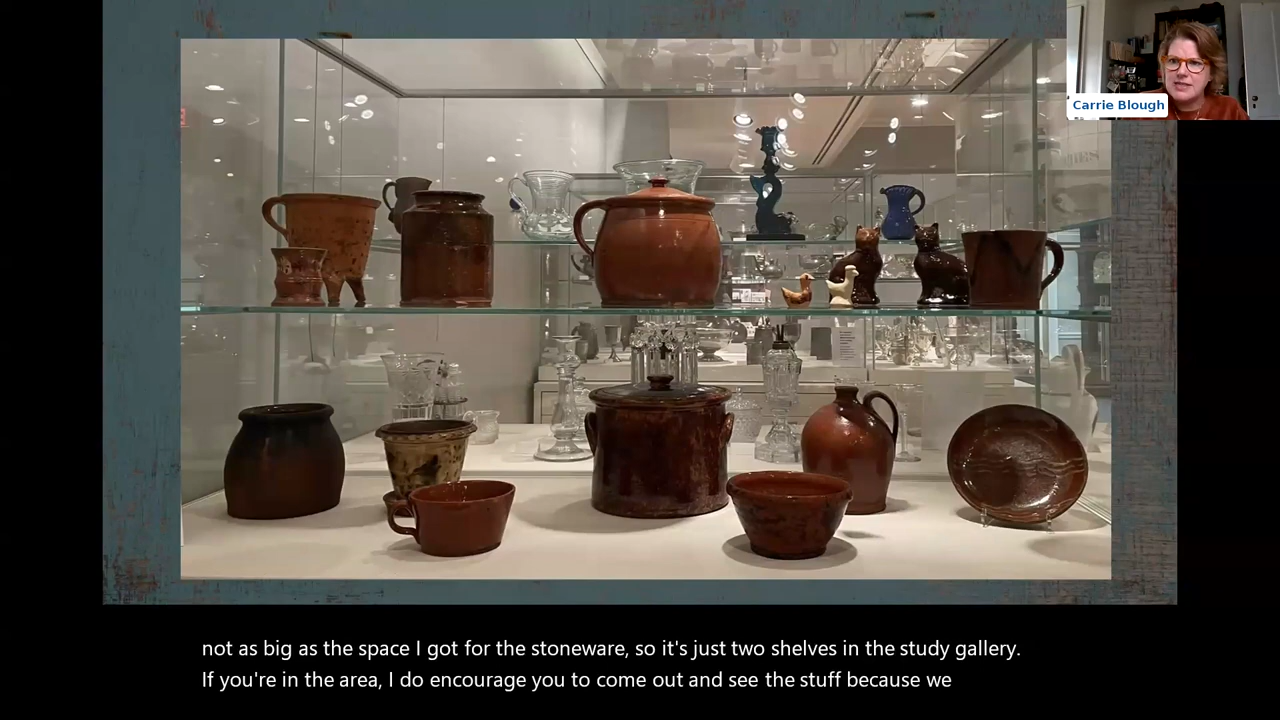 Carrie Blough
not as big as the space I got for the stoneware, so it's just two shelves in the study gallery.
If you're in the area, I do encourage you to come out and see the stuff because we